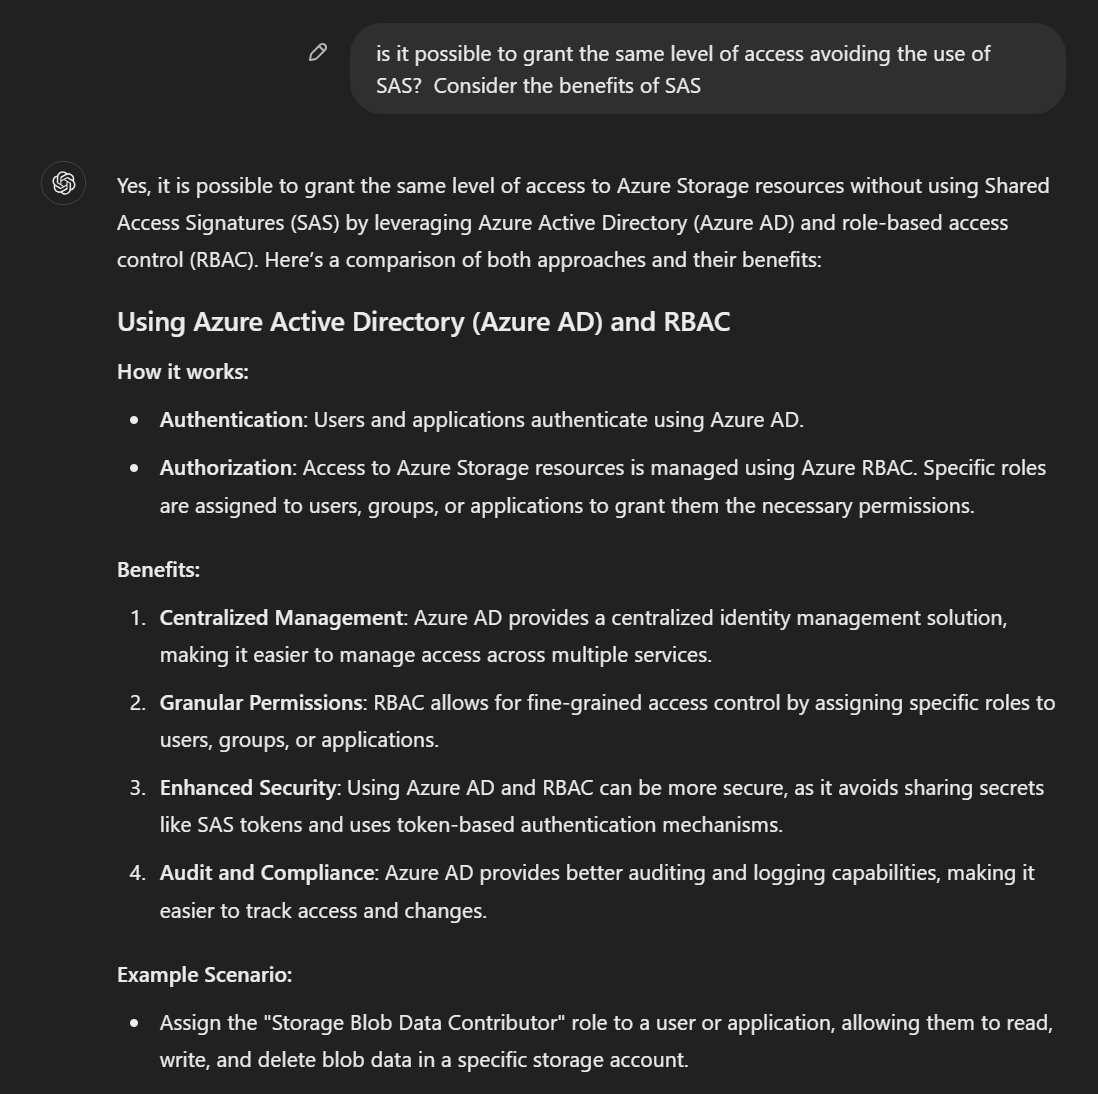 is it possible to grant the same level of access avoiding the use of
SAS?  Consider the benefits of SAS
Yes, it is possible to grant the same level of access to Azure Storage resources without using Shared
Access Signatures (SAS) by leveraging Azure Active Directory (Azure AD) and role-based access
control (RBAC). Here's a comparison of both approaches and their benefits:
Using Azure Active Directory (Azure AD) and RBAC
How it works:
• Authentication: Users and applications authenticate using Azure AD.
• Authorization: Access to Azure Storage resources is managed using Azure RBAC. Specific roles
are assigned to users, groups, or applications to grant them the necessary permissions.
Benefits:
1. Centralized Management: Azure AD provides a centralized identity management solution,
making it easier to manage access across multiple services.
2. Granular Permissions: RBAC allows for fine-grained access control by assigning specific roles to
users, groups, or applications.
3. Enhanced Security: Using Azure AD and RBAC can be more secure, as it avoids sharing secrets
like SAS tokens and uses token-based authentication mechanisms.
4. Audit and Compliance: Azure AD provides better auditing and logging capabilities, making it
easier to track access and changes.
Example Scenario:
• Assign the "Storage Blob Data Contributor" role to a user or application, allowing them to read,
write, and delete blob data in a specific storage account.